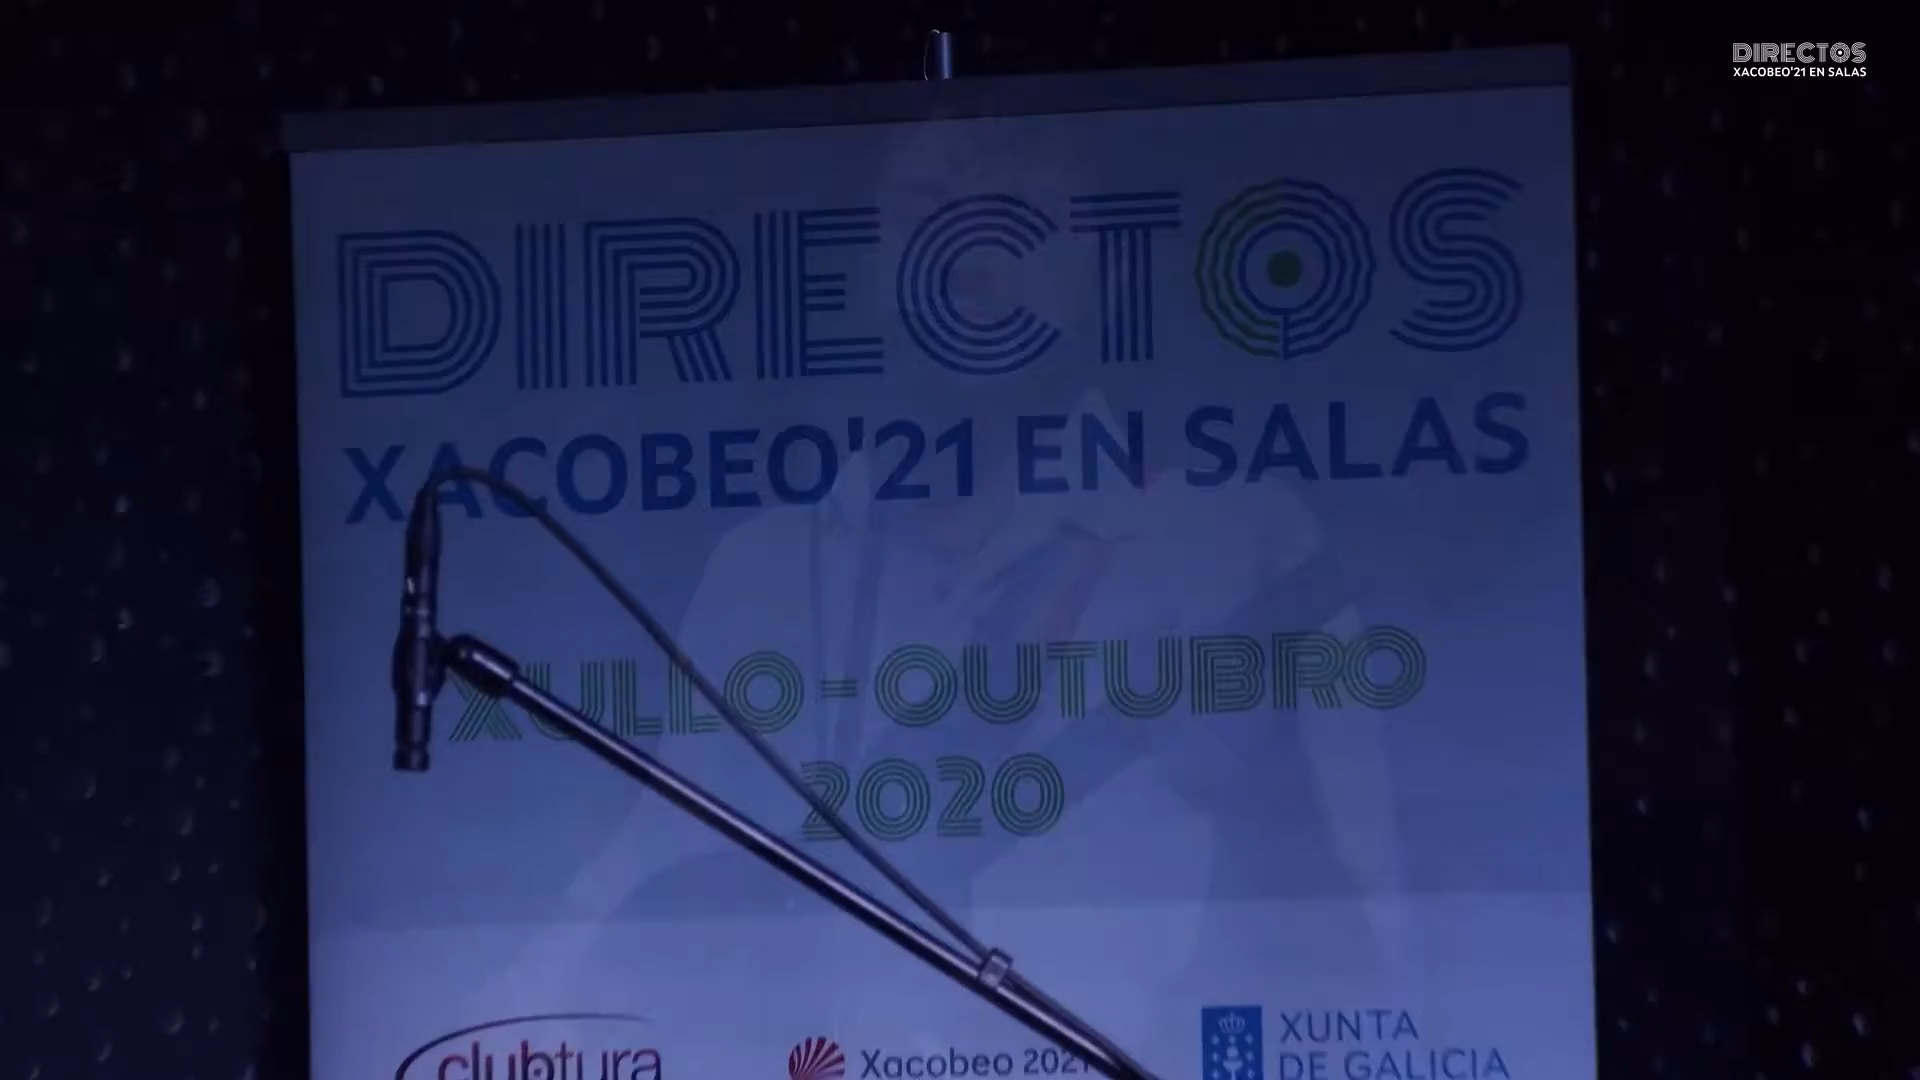 DIRECTOS
XACOBEO'21 EN SALAS
DIRECTOS
XACOBEO'21 EN SALAS
XULLO - OUTUBRO
2020
clubtura
Xacobeo 2021
XUNTA
DE GALICIA